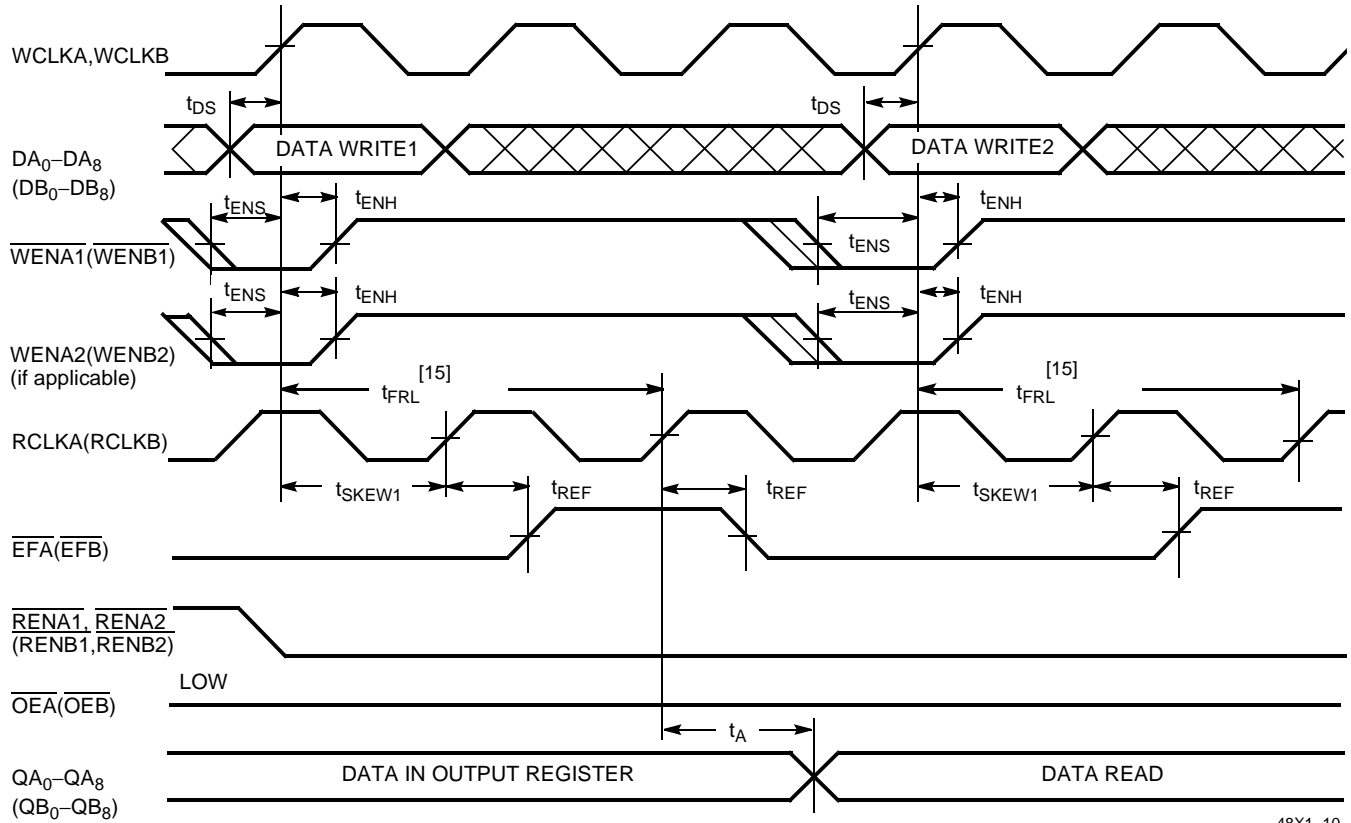 WCLKA,WCLKB
tDS tDS
DATA WRITE1 DATA WRITE2
DA0–DA8
(DB0–DB8)
tENS tENH tENS tENH
WENA1(WENB1)
tENS tENH tENS tENH
WENA2(WENB2)
(if applicable)
[15] [15]
tFRL tFRL
RCLKA(RCLKB)
tSKEW1 tREF tREF tSKEW1 tREF
EFA(EFB)
RENA1, RENA2
(RENB1,RENB2)
LOW
OEA(OEB)
tA
DATA IN OUTPUT REGISTER DATA READ
QA0–QA8
(QB0–QB8)
48X1–10